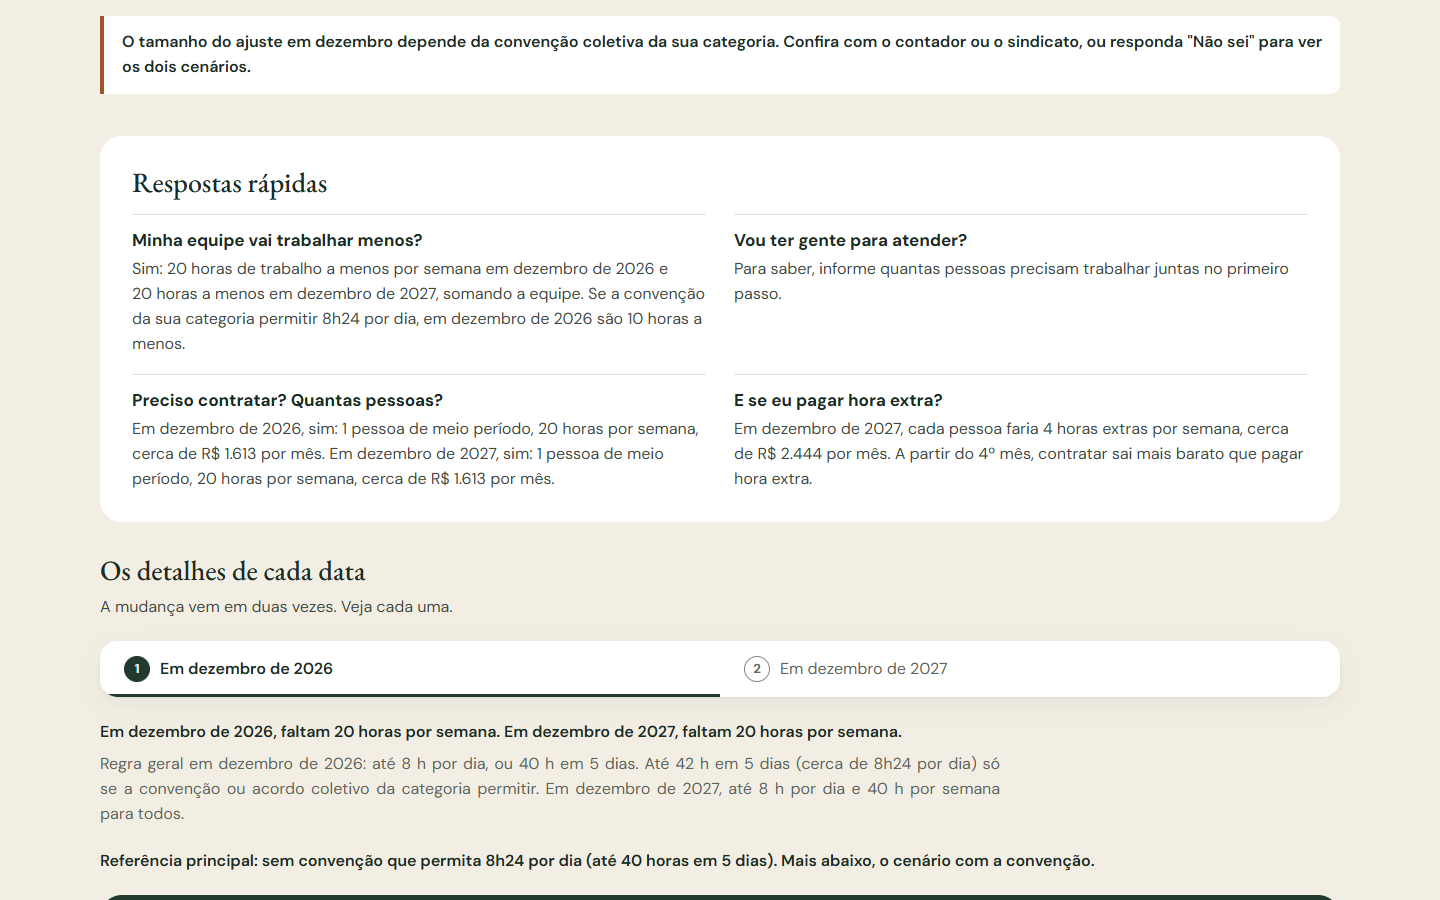 O tamanho do ajuste em dezembro depende da convenção coletiva da sua categoria. Confira com o contador ou o sindicato, ou responda "Não sei" para ver
os dois cenários.
Respostas rápidas
Minha equipe vai trabalhar menos?
Sim: 20 horas de trabalho a menos por semana em dezembro de 2026 e
20 horas a menos em dezembro de 2027, somando a equipe. Se a convenção
da sua categoria permitir 8h24 por dia, em dezembro de 2026 são 10 horas a
menos.
Vou ter gente para atender?
Para saber, informe quantas pessoas precisam trabalhar juntas no primeiro
passo.
Preciso contratar? Quantas pessoas?
Em dezembro de 2026, sim: 1 pessoa de meio período, 20 horas por semana,
cerca de R$ 1.613 por mês. Em dezembro de 2027, sim: 1 pessoa de meio
período, 20 horas por semana, cerca de R$ 1.613 por mês.
E se eu pagar hora extra?
Em dezembro de 2027, cada pessoa faria 4 horas extras por semana, cerca
de R$ 2.444 por mês. A partir do 4º mês, contratar sai mais barato que pagar
hora extra.
Os detalhes de cada data
A mudança vem em duas vezes. Veja cada uma.
1 Em dezembro de 2026
2 Em dezembro de 2027
Em dezembro de 2026, faltam 20 horas por semana. Em dezembro de 2027, faltam 20 horas por semana.
Regra geral em dezembro de 2026: até 8 h por dia, ou 40 h em 5 dias. Até 42 h em 5 dias (cerca de 8h24 por dia) só
se a convenção ou acordo coletivo da categoria permitir. Em dezembro de 2027, até 8 h por dia e 40 h por semana
para todos.
Referência principal: sem convenção que permita 8h24 por dia (até 40 horas em 5 dias). Mais abaixo, o cenário com a convenção.